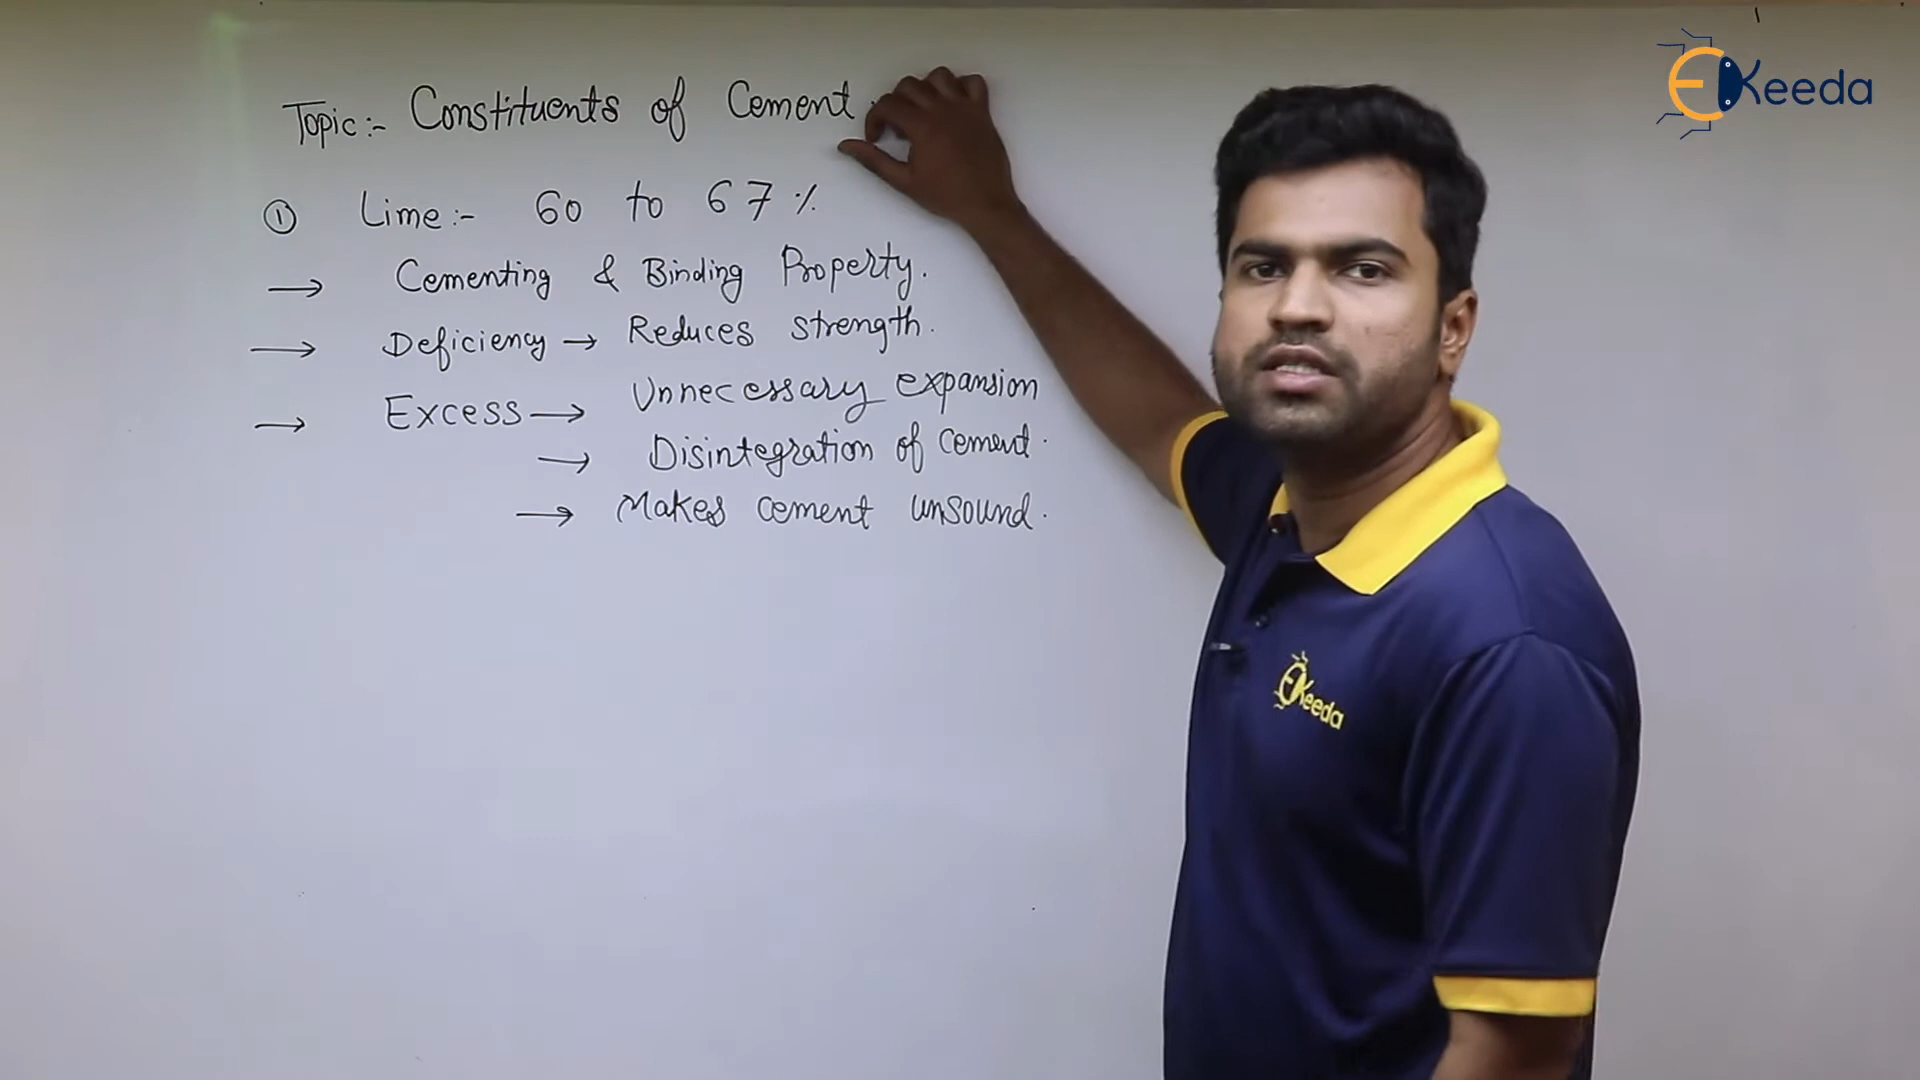 Topic:- Constituents of Cement.
① Lime:- 60 to 67 %
→ Cementing & Binding Property.
→ Deficiency → Reduces strength.
→ Excess → Unnecessary expansion
→ Disintegration of cement.
→ Makes cement unsound.
EKeeda
EKeeda